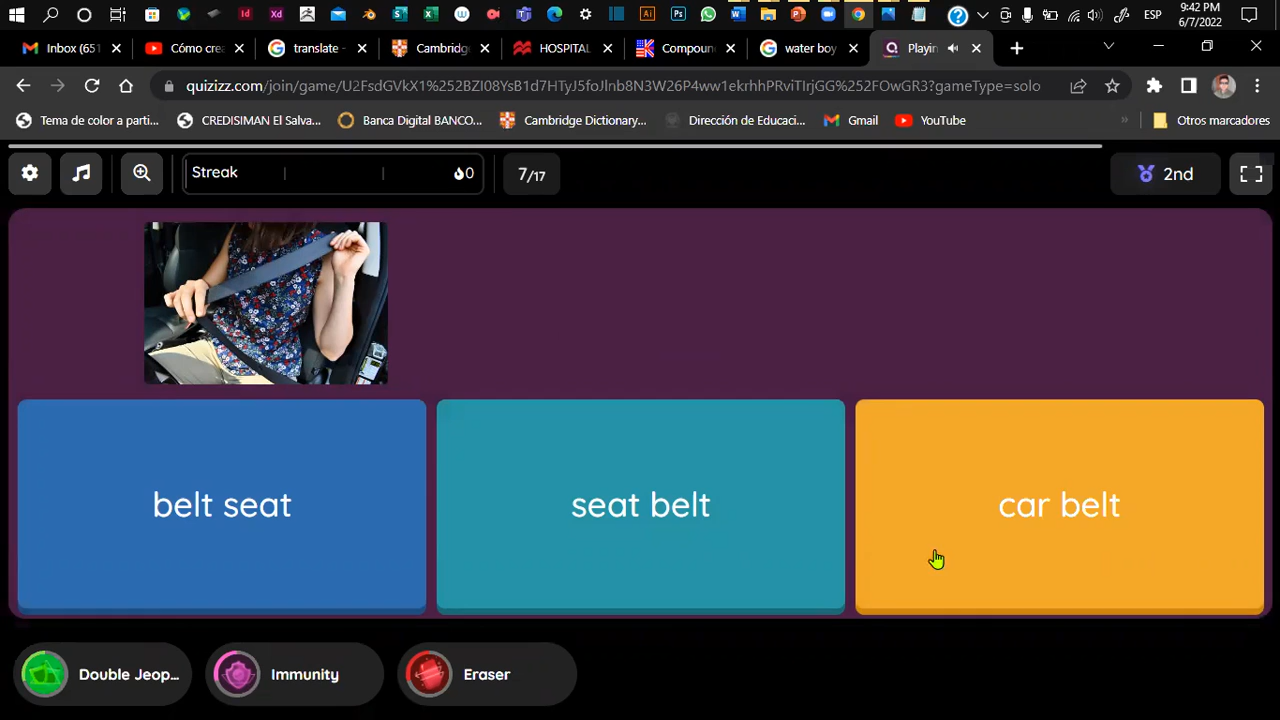 ESP
9:42 PM
6/7/2022
Inbox (651
Cómo crea
translate -
Cambridg
HOSPITAL
Compoun
water boy
Playin
quizizz.com/join/game/U2FsdGVkX1%252BZI08YsB1d7HTyJ5foJlnb8N3W26P4ww1ekrhhPRviTIrjGG%252FOwGR3?gameType=solo
Tema de color a parti...
CREDISIMAN El Salva...
Banca Digital BANCO...
Cambridge Dictionary...
Dirección de Educaci...
Gmail
YouTube
»
Otros marcadores
Streak
0
7/17
2nd
belt seat
seat belt
car belt
Double Jeop...
Immunity
Eraser